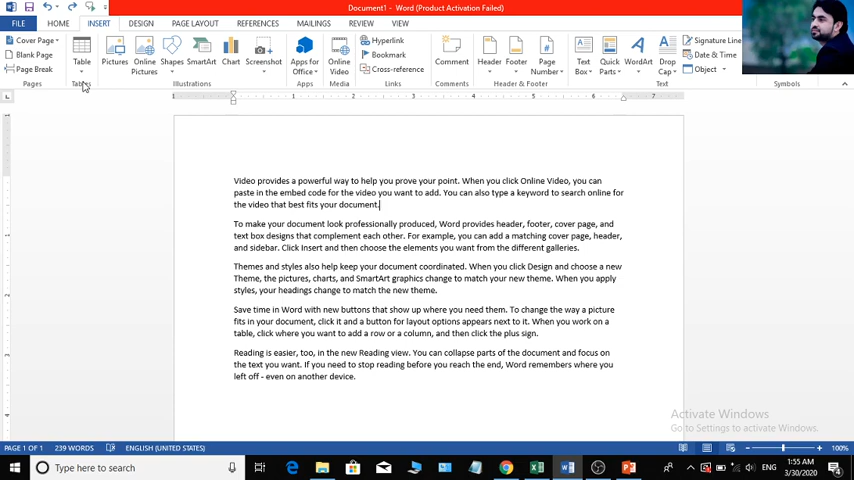 Document1 - Word (Product Activation Failed)
FILE HOME INSERT DESIGN PAGE LAYOUT REFERENCES MAILINGS REVIEW VIEW
Cover Page
Blank Page
Page Break
Pages
Table
Tables
Pictures
Online Pictures
Shapes
SmartArt
Chart
Screenshot
Illustrations
Apps for Office
Apps
Online Video
Media
Hyperlink
Bookmark
Cross-reference
Links
Comment
Comments
Header
Footer
Page Number
Header & Footer
Text Box
Quick Parts
WordArt
Drop Cap
Signature Line
Date & Time
Object
Text
Symbols
1 1 2 3 4 5 6 7
Video provides a powerful way to help you prove your point. When you click Online Video, you can
paste in the embed code for the video you want to add. You can also type a keyword to search online for
the video that best fits your document.
To make your document look professionally produced, Word provides header, footer, cover page, and
text box designs that complement each other. For example, you can add a matching cover page, header,
and sidebar. Click Insert and then choose the elements you want from the different galleries.
Themes and styles also help keep your document coordinated. When you click Design and choose a new
Theme, the pictures, charts, and SmartArt graphics change to match your new theme. When you apply
styles, your headings change to match the new theme.
Save time in Word with new buttons that show up where you need them. To change the way a picture
fits in your document, click it and a button for layout options appears next to it. When you work on a
table, click where you want to add a row or a column, and then click the plus sign.
Reading is easier, too, in the new Reading view. You can collapse parts of the document and focus on
the text you want. If you need to stop reading before you reach the end, Word remembers where you
left off - even on another device.
Activate Windows
Go to Settings to activate Windows.
PAGE 1 OF 1 239 WORDS ENGLISH (UNITED STATES) 100%
Type here to search
ENG
1:55 AM
3/30/2020